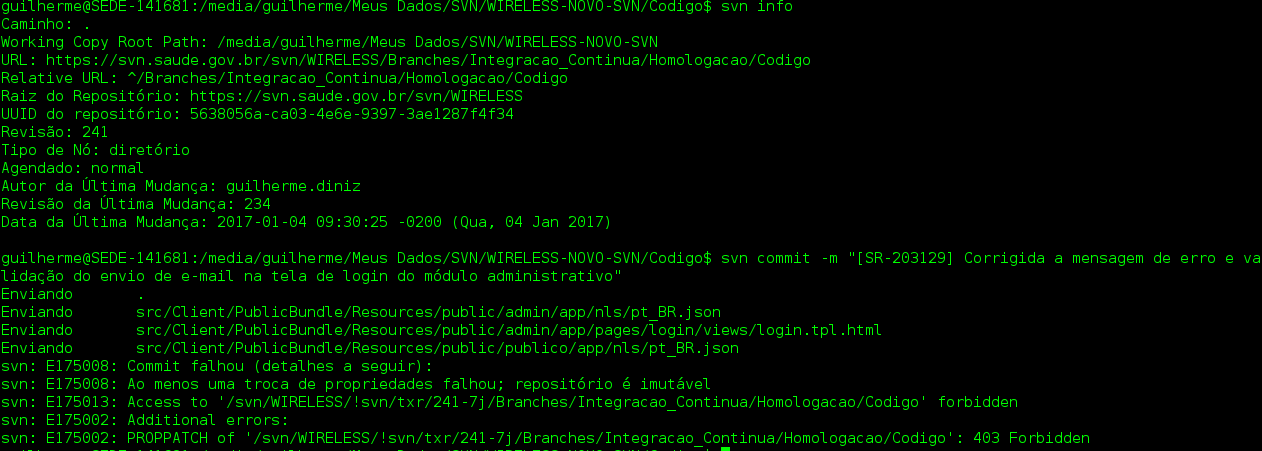 guilherme@SEDE-141681:/media/guilherme/Meus Dados/SVN/WIRELESS-NOVO-SVN/Codigo$ svn info
Caminho: .
Working Copy Root Path: /media/guilherme/Meus Dados/SVN/WIRELESS-NOVO-SVN
URL: https://svn.saude.gov.br/svn/WIRELESS/Branches/Integracao_Continua/Homologacao/Codigo
Relative URL: ^/Branches/Integracao_Continua/Homologacao/Codigo
Raiz do Repositório: https://svn.saude.gov.br/svn/WIRELESS
UUID do repositório: 5638056a-ca03-4e6e-9397-3ae1287f4f34
Revisão: 241
Tipo de Nó: diretório
Agendado: normal
Autor da Última Mudança: guilherme.diniz
Revisão da Última Mudança: 234
Data da Última Mudança: 2017-01-04 09:30:25 -0200 (Qua, 04 Jan 2017)
guilherme@SEDE-141681:/media/guilherme/Meus Dados/SVN/WIRELESS-NOVO-SVN/Codigo$ svn commit -m "[SR-203129] Corrigida a mensagem de erro e va
lidação do envio de e-mail na tela de login do módulo administrativo"
Enviando       .
Enviando       src/Client/PublicBundle/Resources/public/admin/app/nls/pt_BR.json
Enviando       src/Client/PublicBundle/Resources/public/admin/app/pages/login/views/login.tpl.html
Enviando       src/Client/PublicBundle/Resources/public/publico/app/nls/pt_BR.json
svn: E175008: Commit falhou (detalhes a seguir):
svn: E175008: Ao menos uma troca de propriedades falhou; repositório é imutável
svn: E175013: Access to '/svn/WIRELESS/!svn/txr/241-7j/Branches/Integracao_Continua/Homologacao/Codigo' forbidden
svn: E175002: Additional errors:
svn: E175002: PROPPATCH of '/svn/WIRELESS/!svn/txr/241-7j/Branches/Integracao_Continua/Homologacao/Codigo': 403 Forbidden